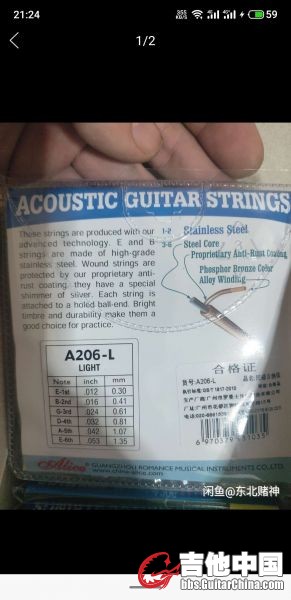 21:24
59
1/2
ACOUSTIC GUITAR STRINGS
These strings are produced with our
advanced technology. E and B
strings are made of high-grade
stainless steel. Wound strings are
protected by our proprietary anti-
rust coating. they have a special
shimmer of silver. Each string is
attached to a holed ball-end. Bright
timbre and durability make them a
good choice for practice.
1-2 Stainless Steel
3-6 Steel Core
Proprietary Anti-Rust Coating
Phosphor Bronze Color
Alloy Winding
A206-L
LIGHT
Note inch mm
E-1st .012 0.30
B-2nd .016 0.41
G-3rd .024 0.61
D-4th .032 0.81
A-5th .042 1.07
E-6th .053 1.35
合格证
货号:A206-L
Alice
GUANGZHOU ROMANCE MUSICAL INSTRUMENTS CO.LTD.
闲鱼@东北赌神
吉他中国
bbs.GuitarChina.com